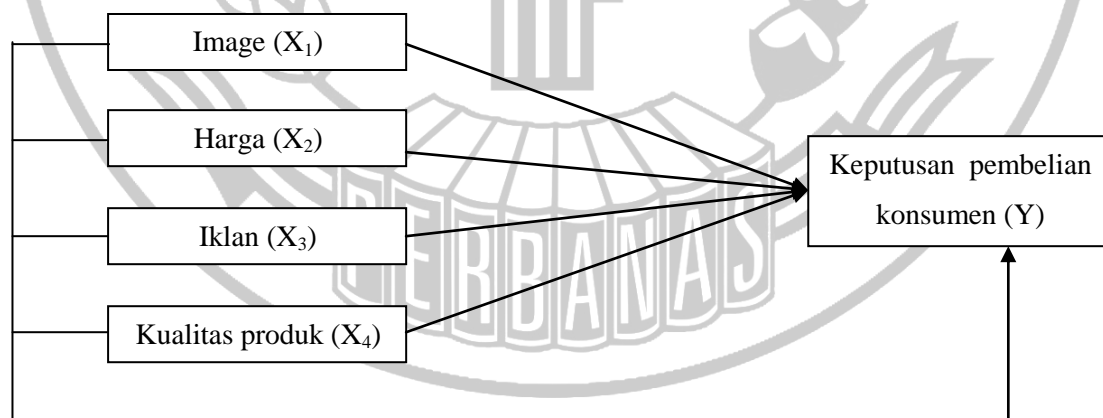 Image (X₁)
Harga (X₂)
Iklan (X₃)
Kualitas produk (X₄)
Keputusan pembelian
konsumen (Y)
PERBANAS